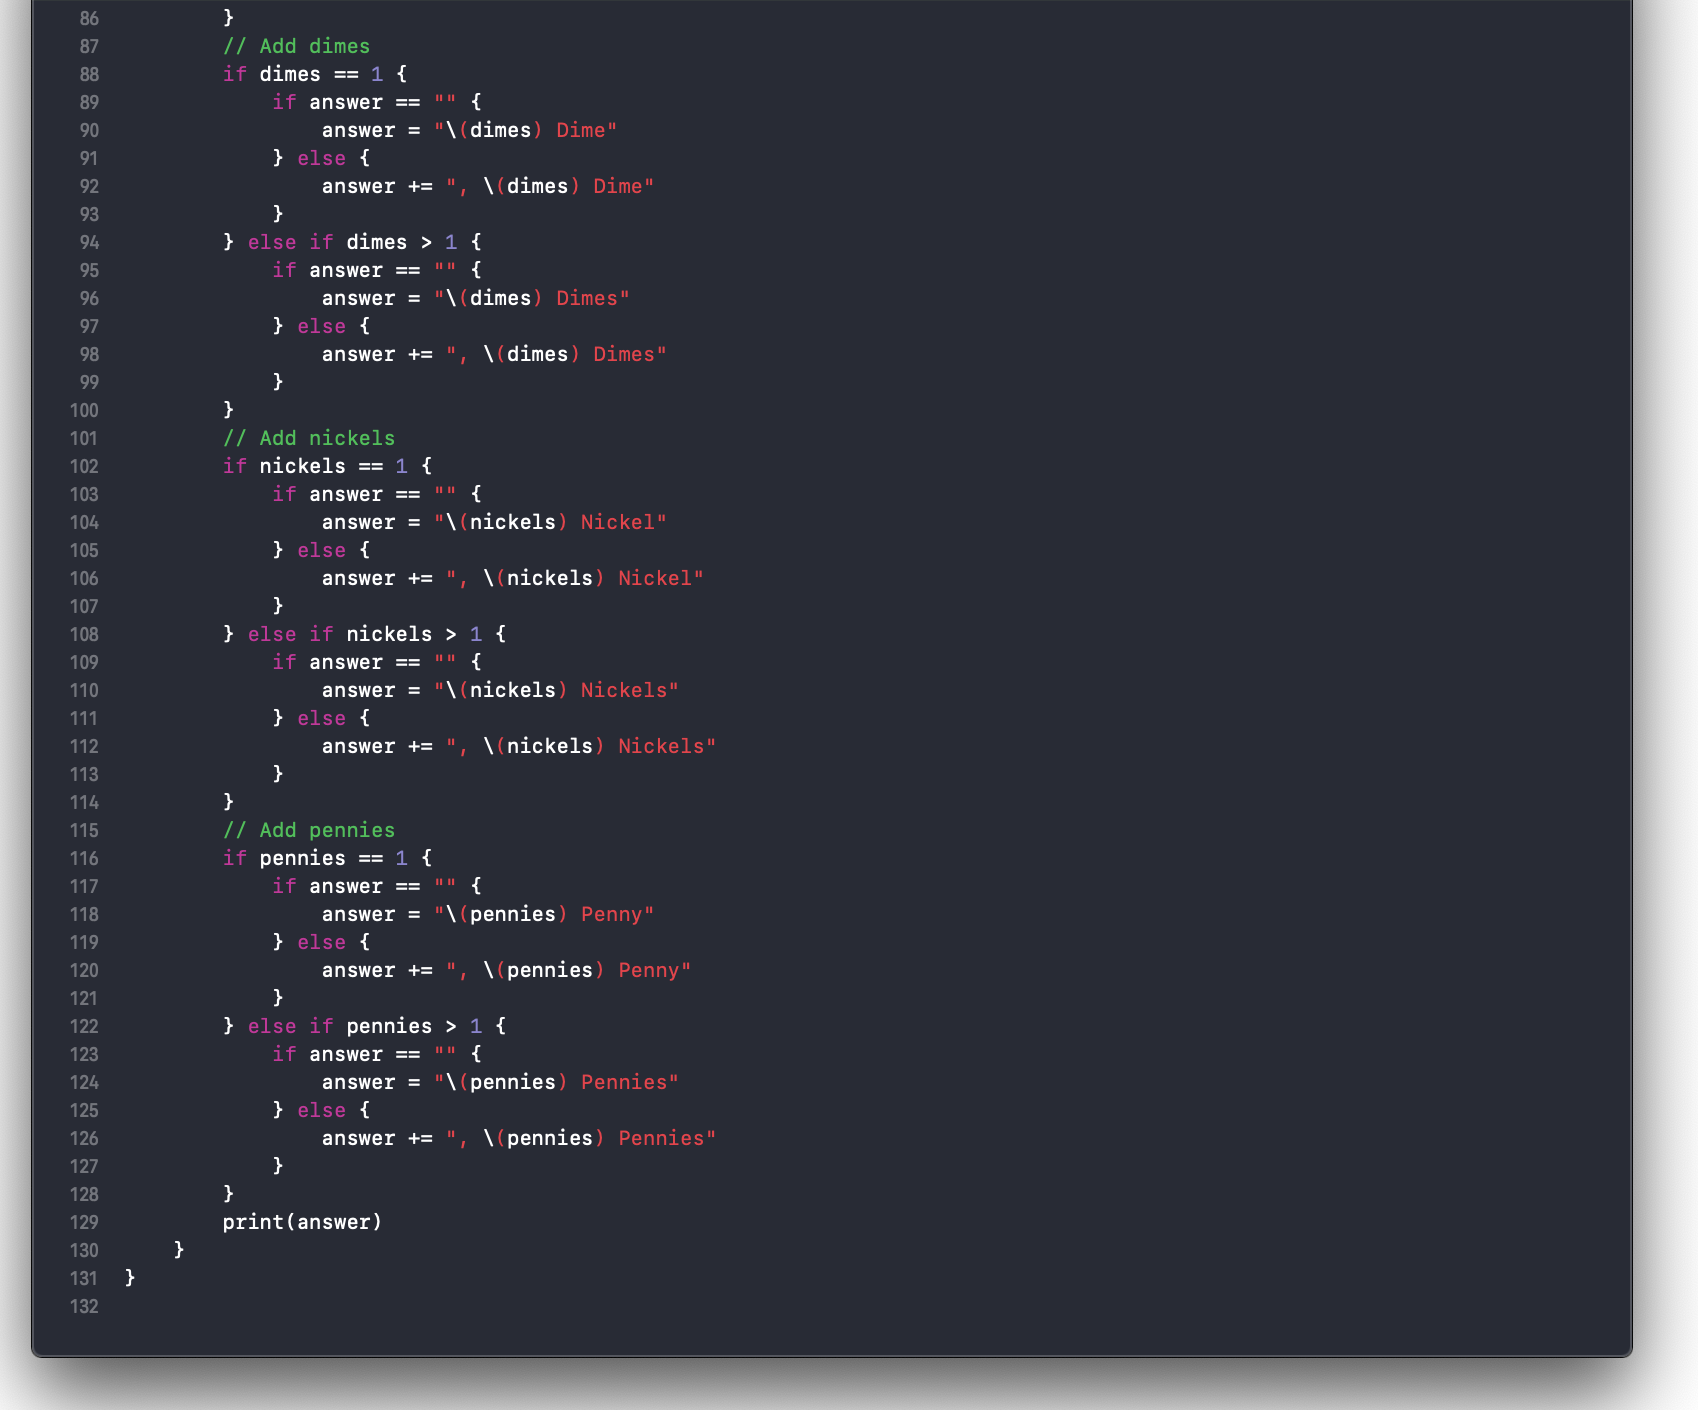 86         }
87         // Add dimes
88         if dimes == 1 {
89             if answer == "" {
90                 answer = "\(dimes) Dime"
91             } else {
92                 answer += ", \(dimes) Dime"
93             }
94         } else if dimes > 1 {
95             if answer == "" {
96                 answer = "\(dimes) Dimes"
97             } else {
98                 answer += ", \(dimes) Dimes"
99             }
100         }
101         // Add nickels
102         if nickels == 1 {
103             if answer == "" {
104                 answer = "\(nickels) Nickel"
105             } else {
106                 answer += ", \(nickels) Nickel"
107             }
108         } else if nickels > 1 {
109             if answer == "" {
110                 answer = "\(nickels) Nickels"
111             } else {
112                 answer += ", \(nickels) Nickels"
113             }
114         }
115         // Add pennies
116         if pennies == 1 {
117             if answer == "" {
118                 answer = "\(pennies) Penny"
119             } else {
120                 answer += ", \(pennies) Penny"
121             }
122         } else if pennies > 1 {
123             if answer == "" {
124                 answer = "\(pennies) Pennies"
125             } else {
126                 answer += ", \(pennies) Pennies"
127             }
128         }
129         print(answer)
130     }
131 }
132